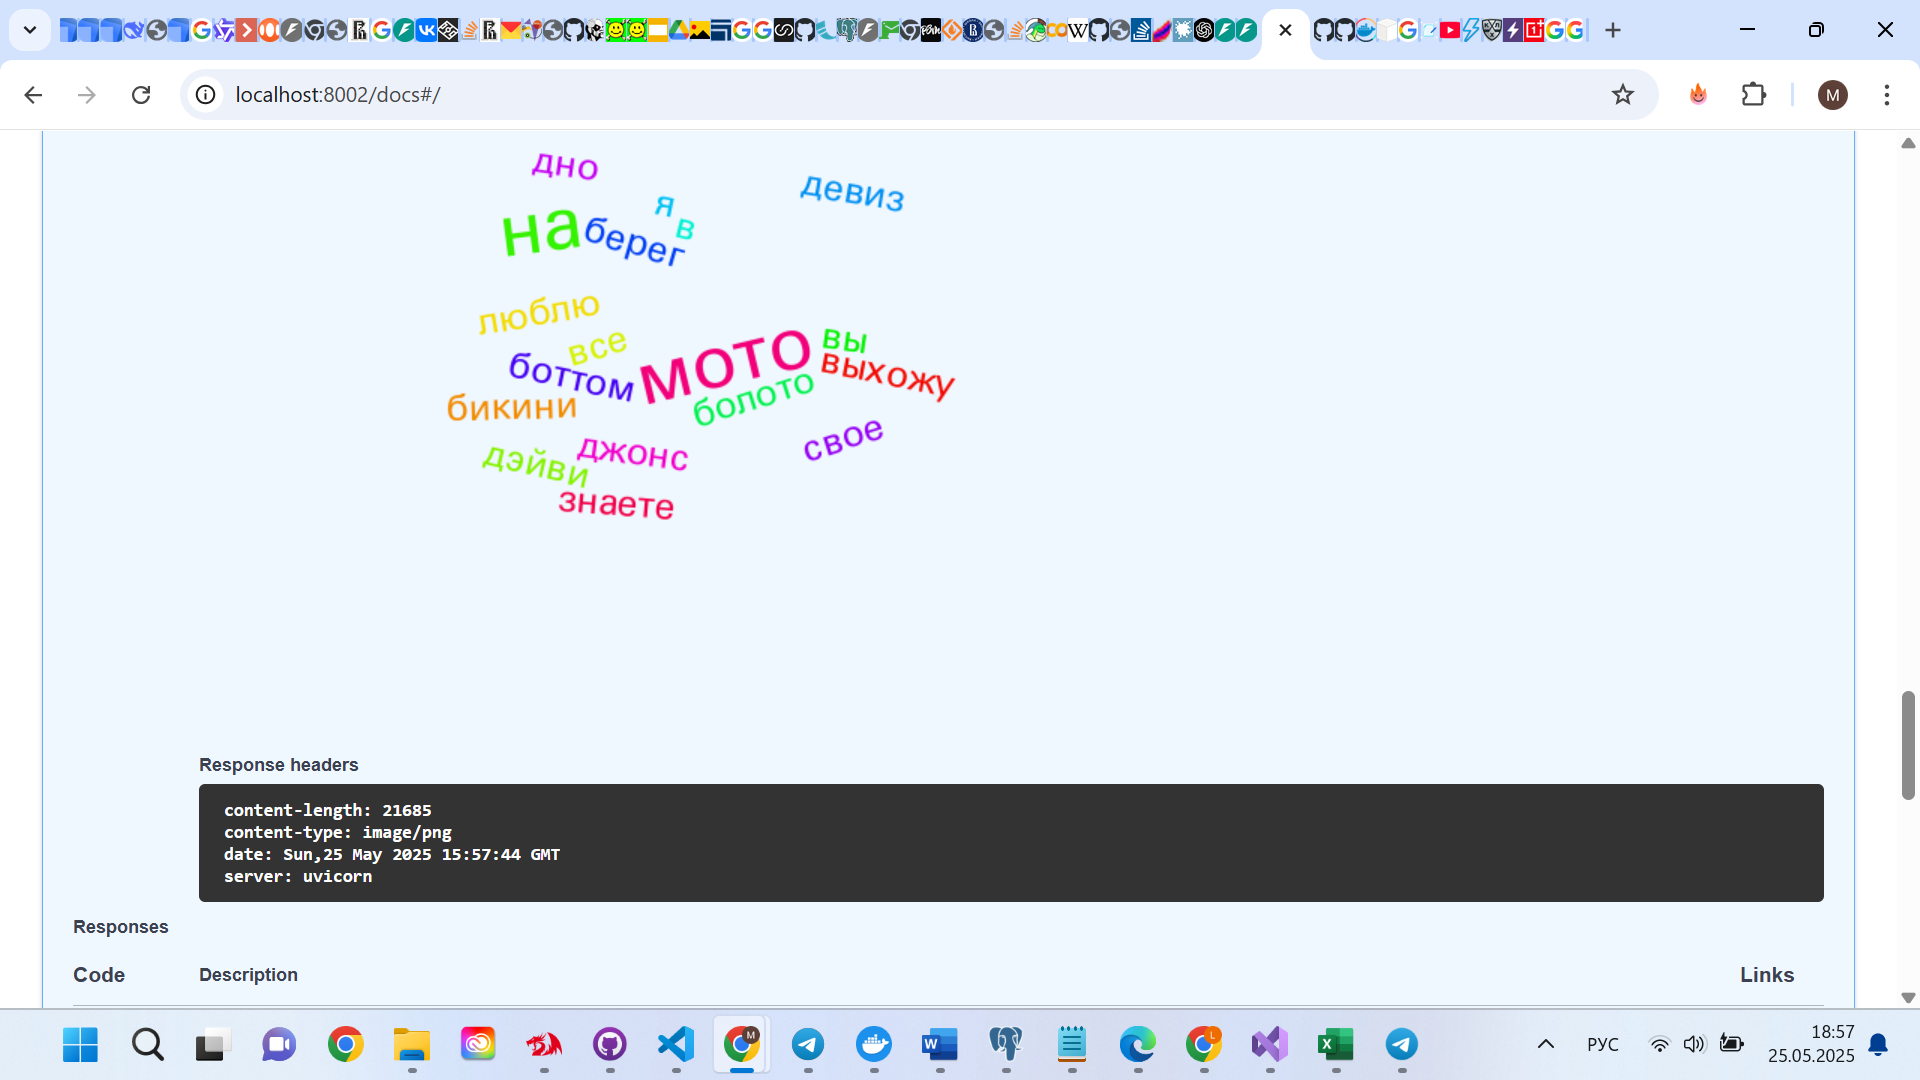 localhost:8002/docs#/
M
дно
девиз
я
в
на
берег
люблю
все
вы
мото
выхожу
боттом
болото
бикини
свое
джонс
дэйви
знаете
Response headers
content-length: 21685
content-type: image/png
date: Sun,25 May 2025 15:57:44 GMT
server: uvicorn
Responses
Code Description Links
РУС
18:57
25.05.2025